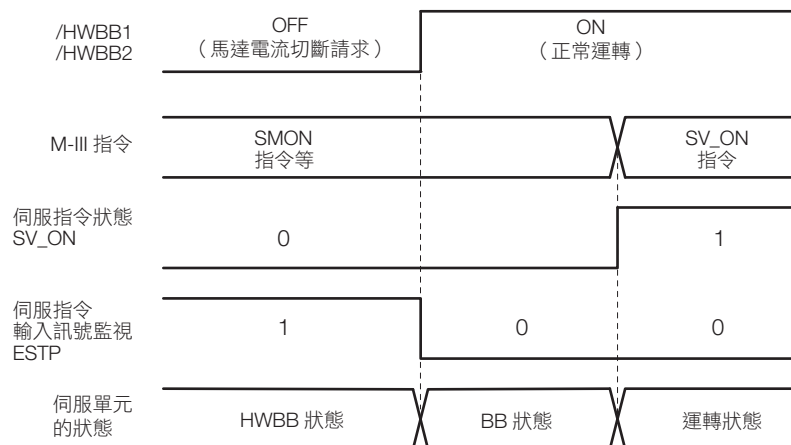 /HWBB1
/HWBB2
OFF
（馬達電流切斷請求）
ON
（正常運轉）
M-III 指令
SMON
指令等
SV_ON
指令
伺服指令狀態
SV_ON
0
1
伺服指令
輸入訊號監視
ESTP
1
0
0
伺服單元
的狀態
HWBB 狀態
BB 狀態
運轉狀態